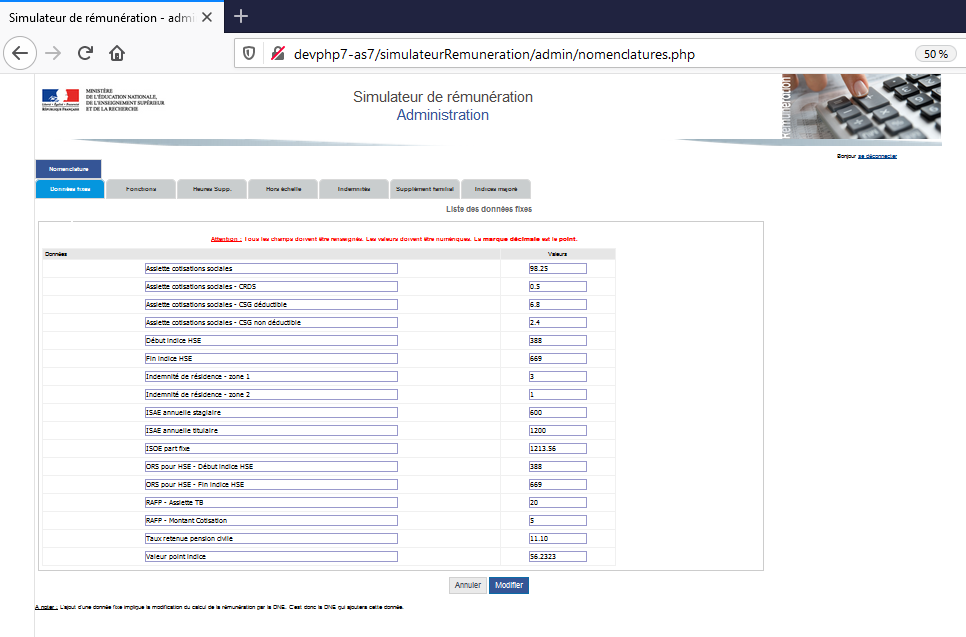 Simulateur de rémunération - admi
devphp7-as7/simulateurRemuneration/admin/nomenclatures.php
50 %
MINISTÈRE
DE L'ÉDUCATION NATIONALE,
DE L'ENSEIGNEMENT SUPÉRIEUR
ET DE LA RECHERCHE
Liberté • Égalité • Fraternité
RÉPUBLIQUE FRANÇAISE
Simulateur de rémunération
Administration
Rémunération
Bonjour se déconnecter
Nomenclature
Données fixes Fonctions Heures Supp. Hors échelle Indemnités Supplément familial Indices majoré
Liste des données fixes
Attention : Tous les champs doivent être renseignés. Les valeurs doivent être numériques. La marque décimale est le point.
Données Valeurs
Assiette cotisations sociales 98.25
Assiette cotisations sociales - CRDS 0.5
Assiette cotisations sociales - CSG déductible 6.8
Assiette cotisations sociales - CSG non déductible 2.4
Début indice HSE 388
Fin indice HSE 669
Indemnité de résidence - zone 1 3
Indemnité de résidence - zone 2 1
ISAE annuelle stagiaire 600
ISAE annuelle titulaire 1200
ISOE part fixe 1213.56
ORS pour HSE - Début indice HSE 388
ORS pour HSE - Fin indice HSE 669
RAFP - Assiette TB 20
RAFP - Montant Cotisation 5
Taux retenue pension civile 11.10
Valeur point indice 56.2323
Annuler Modifier
A noter : L'ajout d'une donnée fixe implique la modification du calcul de la rémunération par la DNE. C'est donc la DNE qui ajoutera cette donnée.